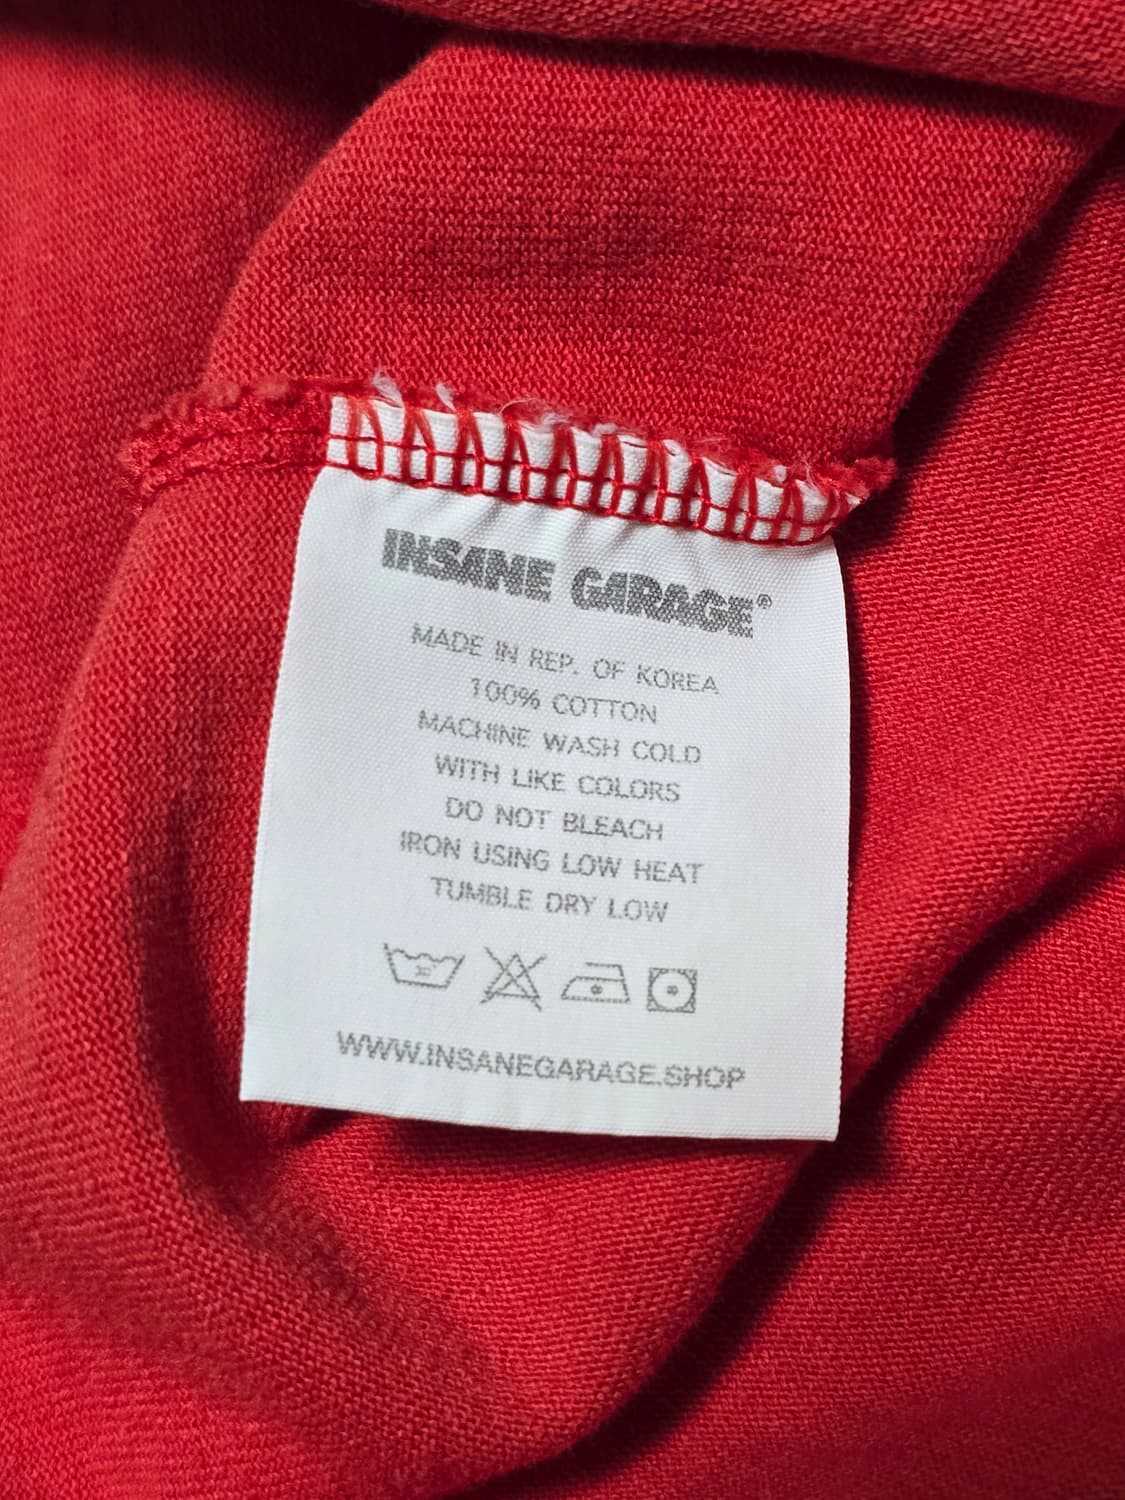 INSANE GARAGE®
MADE IN REP. OF KOREA
100% COTTON
MACHINE WASH COLD
WITH LIKE COLORS
DO NOT BLEACH
IRON USING LOW HEAT
TUMBLE DRY LOW
30°
WWW.INSANEGARAGE.SHOP